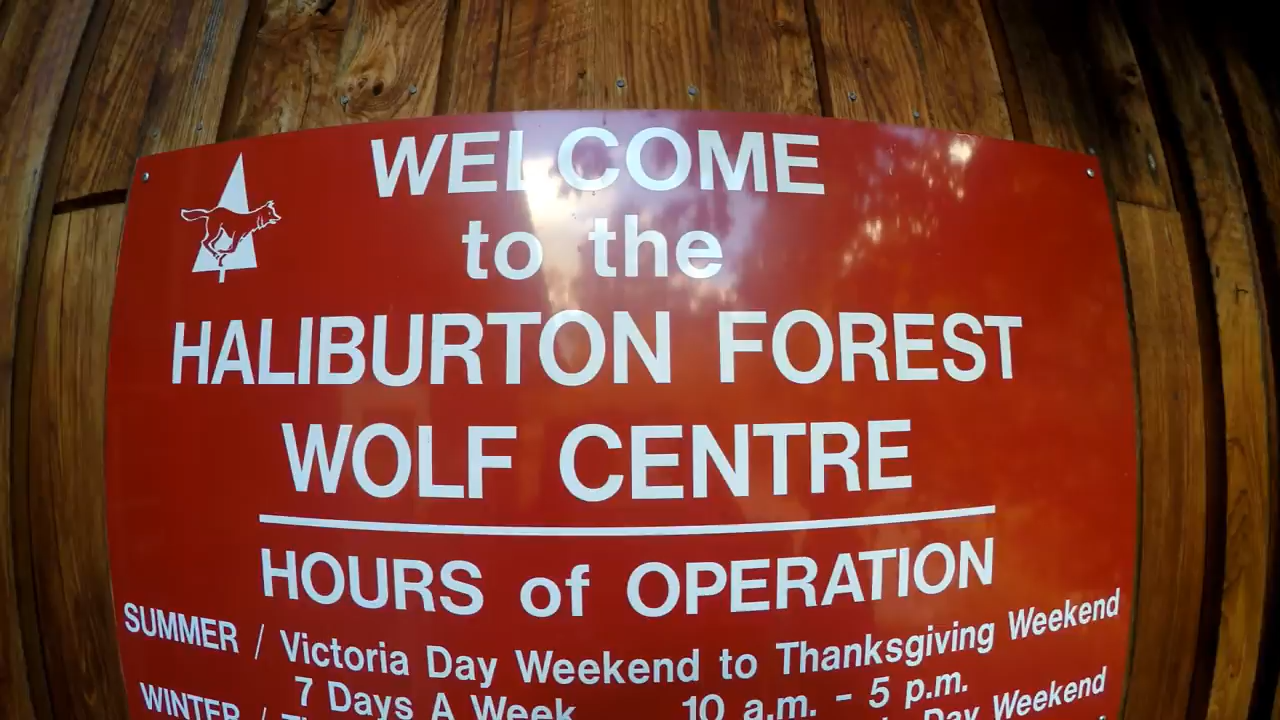 WELCOME
to the
HALIBURTON FOREST
WOLF CENTRE
HOURS of OPERATION
SUMMER / Victoria Day Weekend to Thanksgiving Weekend
7 Days A Week 10 a.m. - 5 p.m.
WINTER / Day Weekend